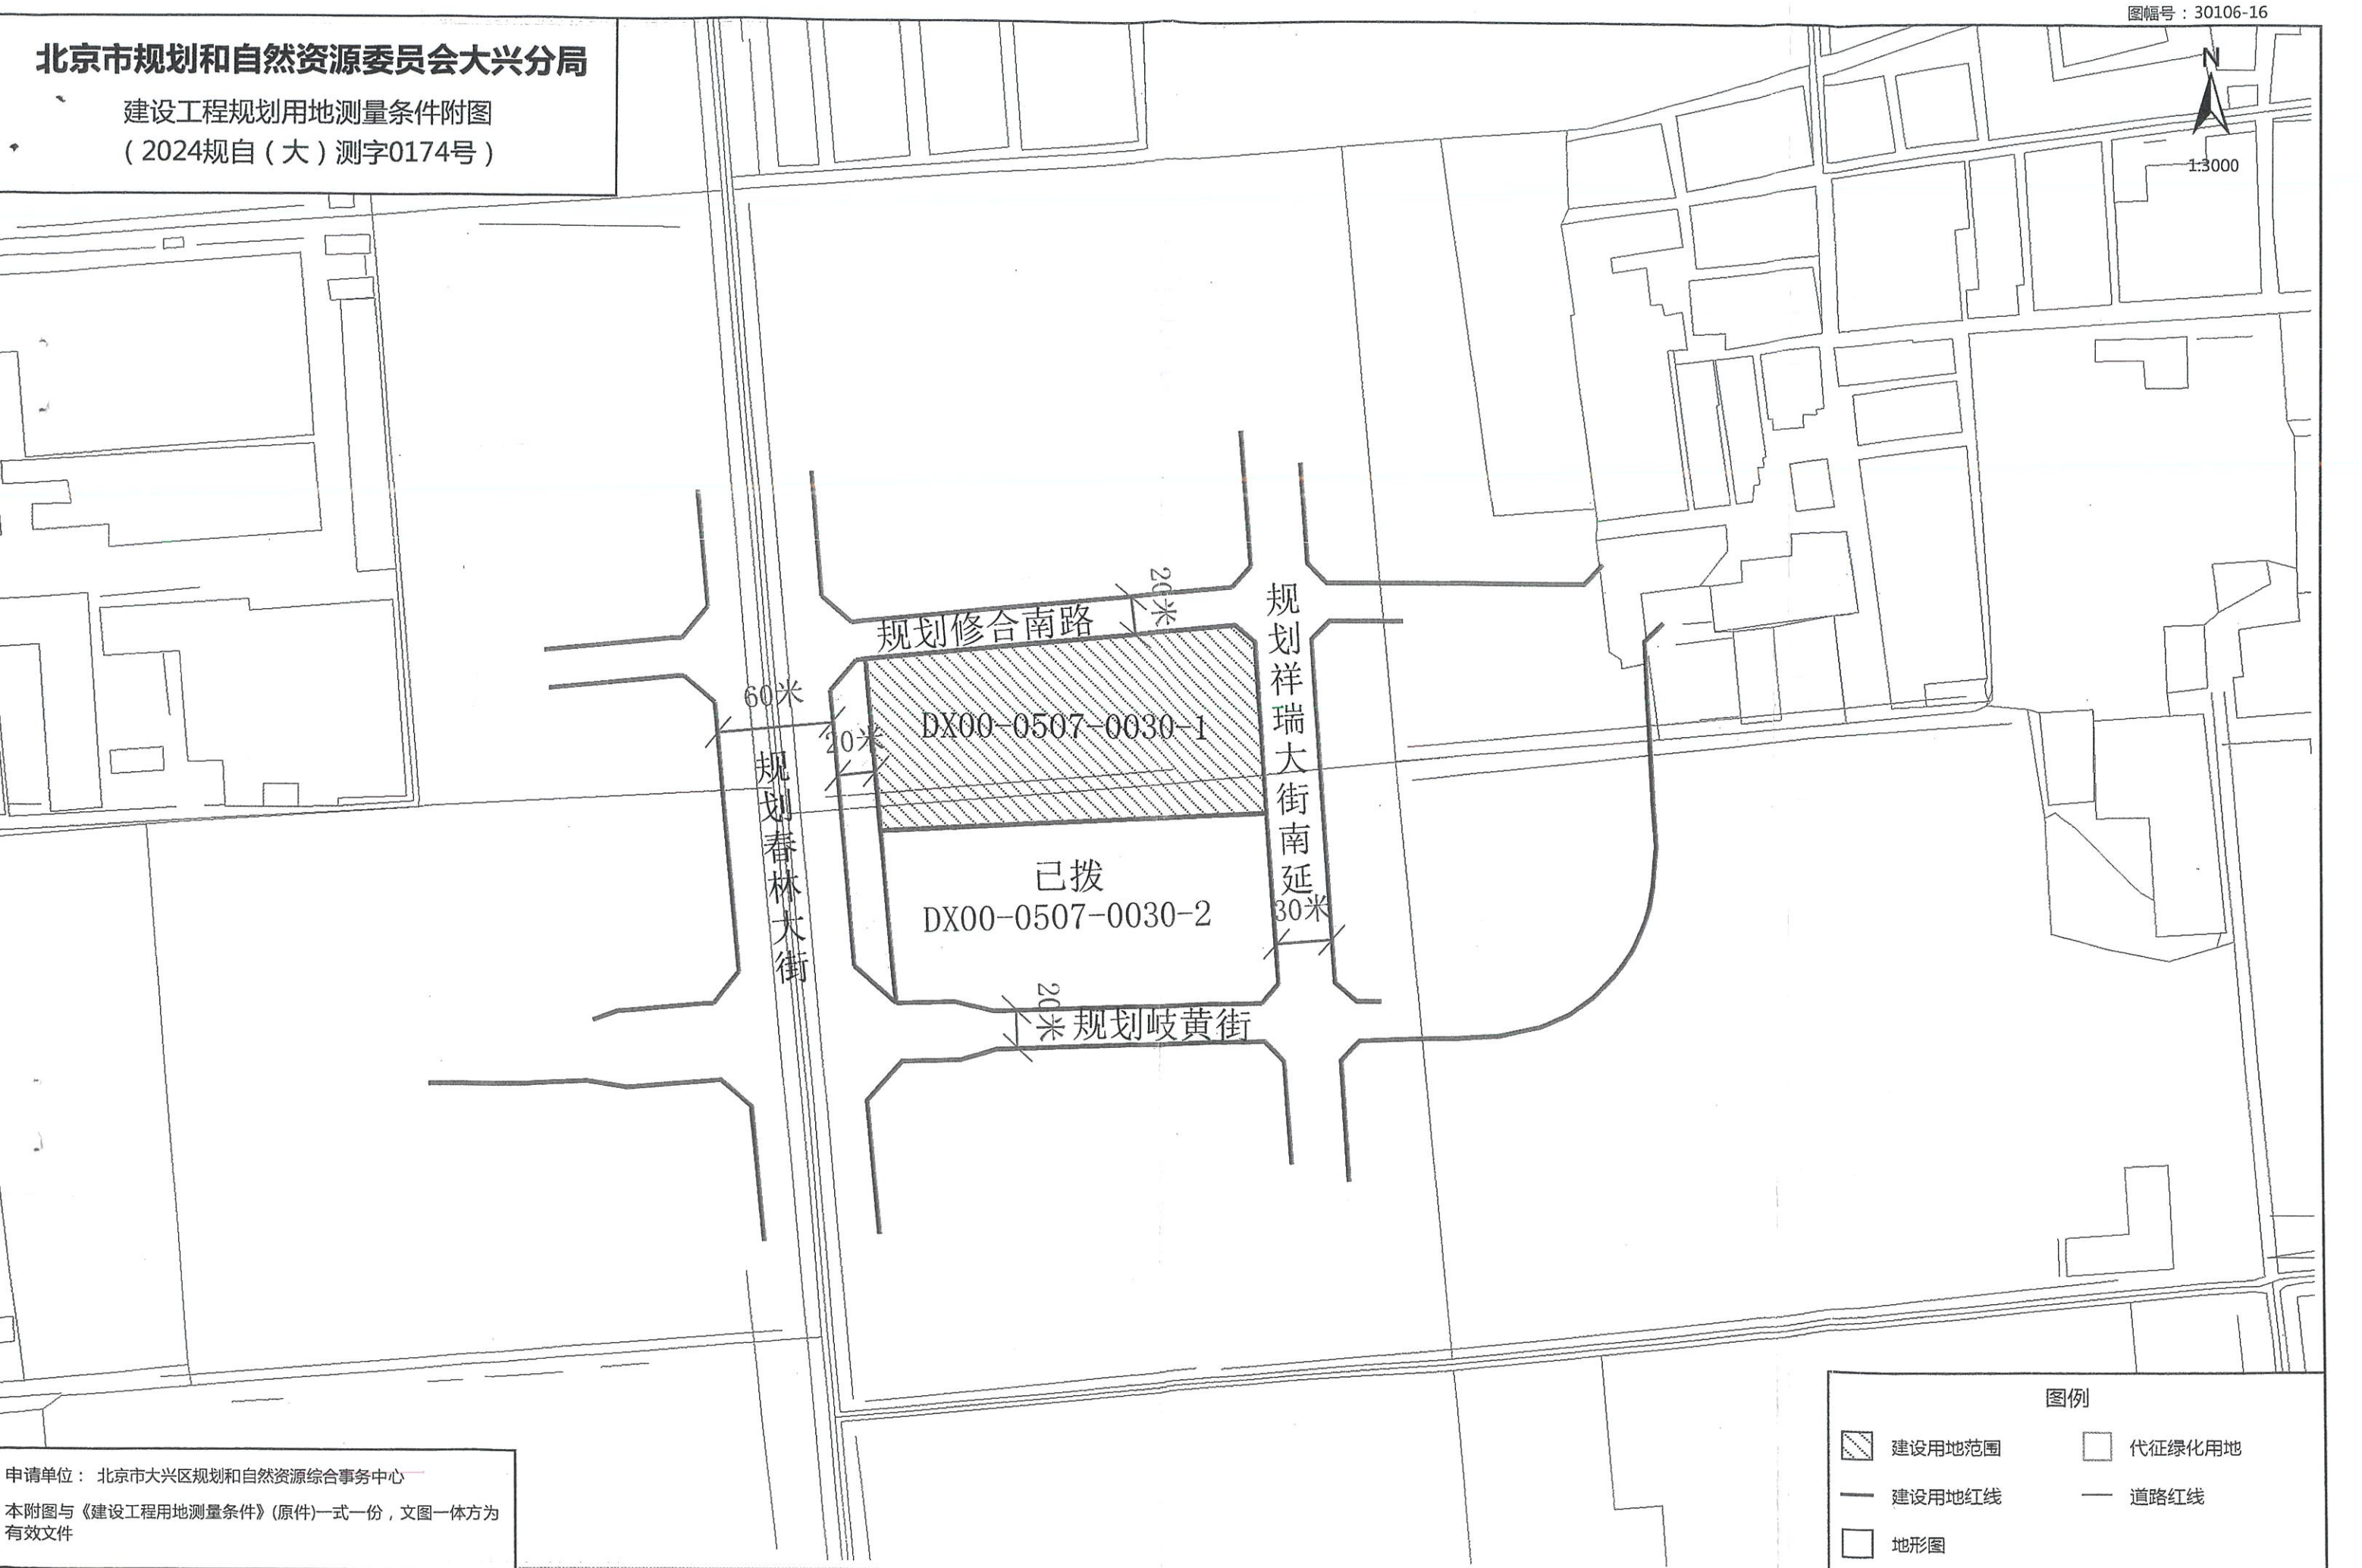 图幅号：30106-16
北京市规划和自然资源委员会大兴分局
建设工程规划用地测量条件附图
（2024规自（大）测字0174号）
N
1:3000
20米
规划修合南路
规划祥瑞大街南延
60米
20米
DX00-0507-0030-1
规划春林大街
已拨
DX00-0507-0030-2
30米
20米
规划岐黄街
图例
建设用地范围
代征绿化用地
建设用地红线
道路红线
地形图
申请单位： 北京市大兴区规划和自然资源综合事务中心
本附图与《建设工程用地测量条件》(原件)一式一份，文图一体方为
有效文件